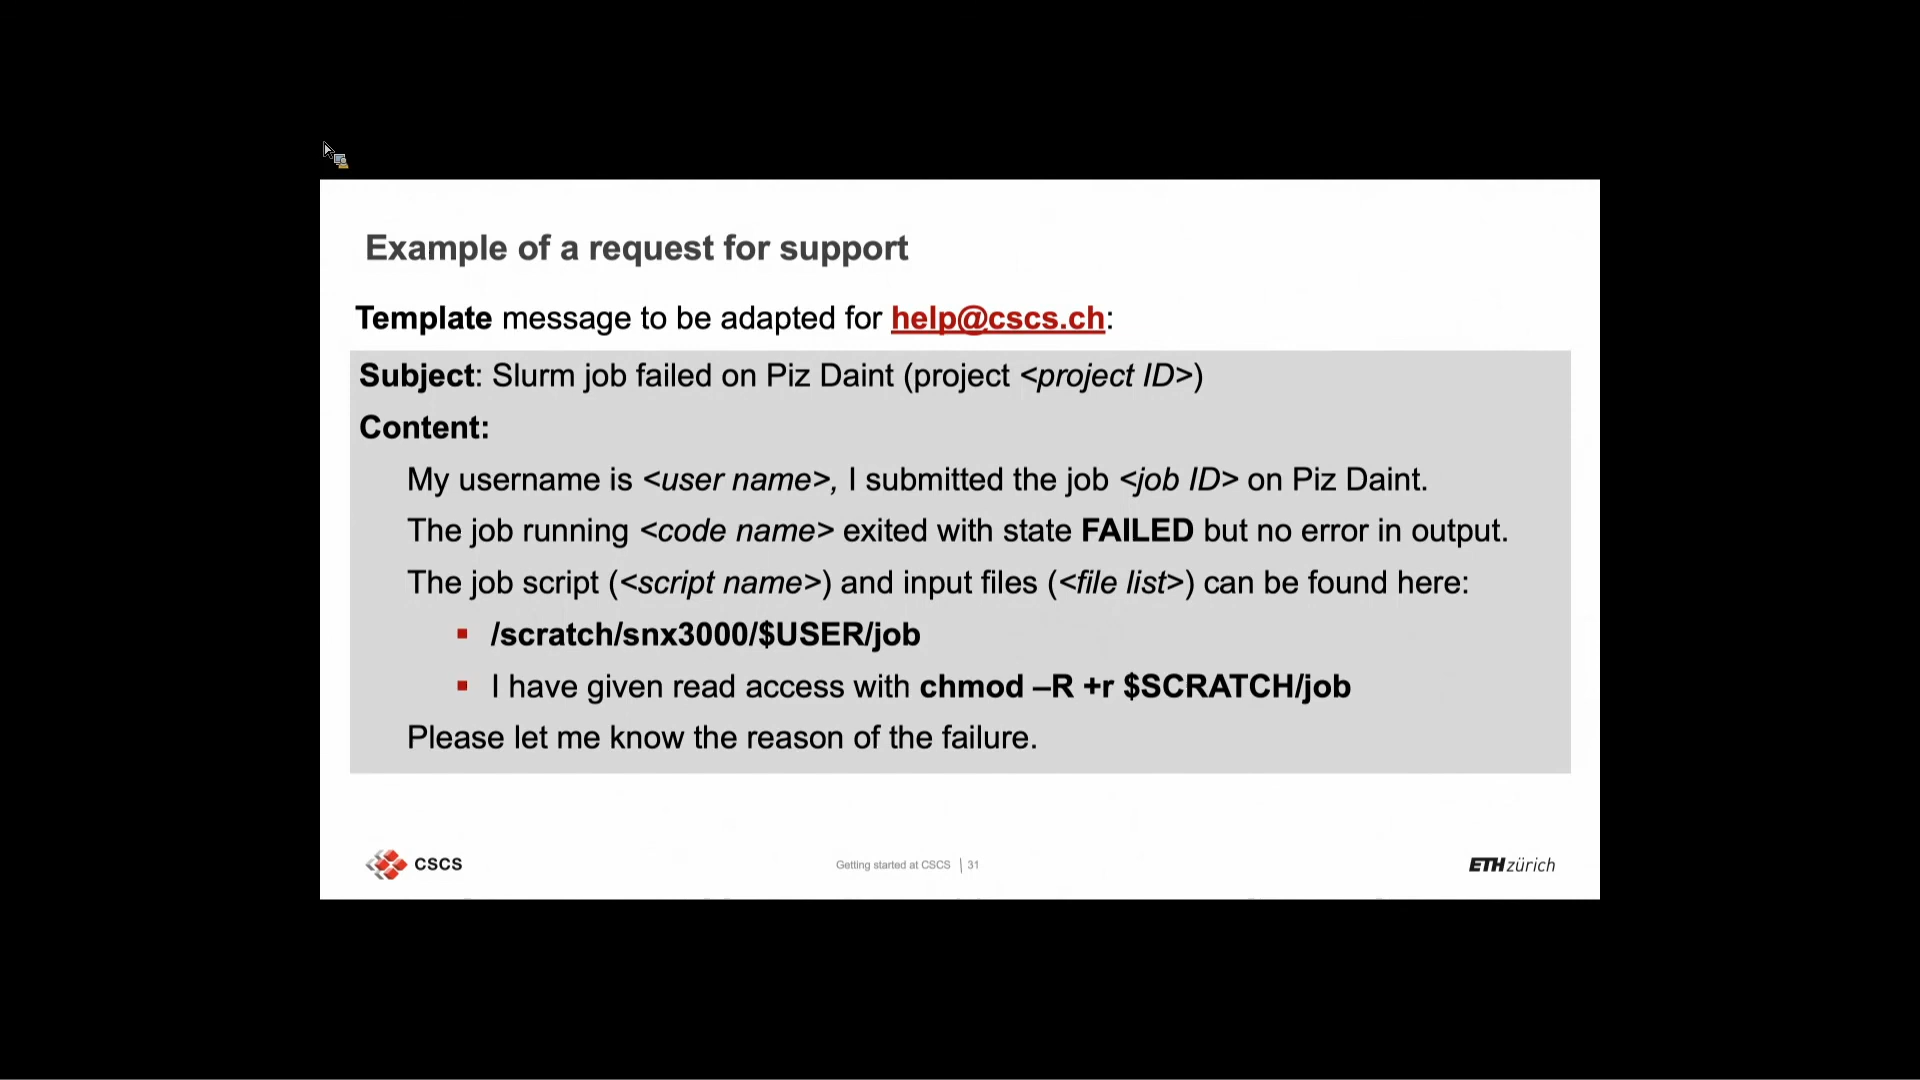 Example of a request for support
Template message to be adapted for help@cscs.ch:
Subject: Slurm job failed on Piz Daint (project <project ID>)
Content:
My username is <user name>, I submitted the job <job ID> on Piz Daint.
The job running <code name> exited with state FAILED but no error in output.
The job script (<script name>) and input files (<file list>) can be found here:
▪ /scratch/snx3000/$USER/job
▪ I have given read access with chmod –R +r $SCRATCH/job
Please let me know the reason of the failure.
CSCS
Getting started at CSCS | 31
ETH zürich